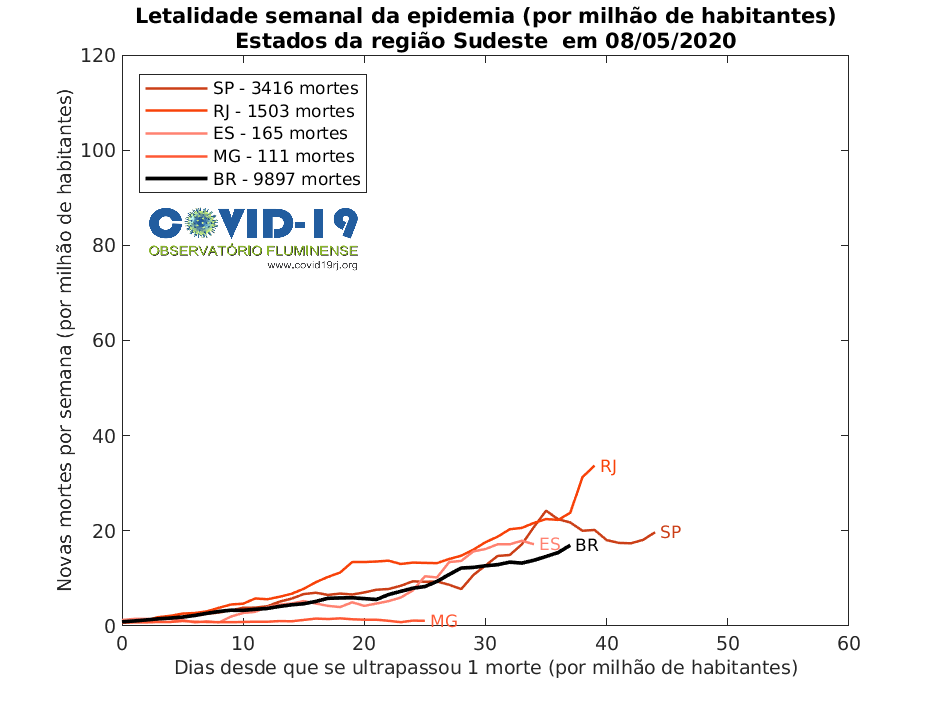 Letalidade semanal da epidemia (por milhão de habitantes)
Estados da região Sudeste  em 08/05/2020
Novas mortes por semana (por milhão de habitantes)
120
100
80
60
40
20
0
SP - 3416 mortes
RJ - 1503 mortes
ES - 165 mortes
MG - 111 mortes
BR - 9897 mortes
COVID-19
OBSERVATÓRIO FLUMINENSE
www.covid19rj.org
RJ
SP
ES
BR
MG
0
10
20
30
40
50
60
Dias desde que se ultrapassou 1 morte (por milhão de habitantes)